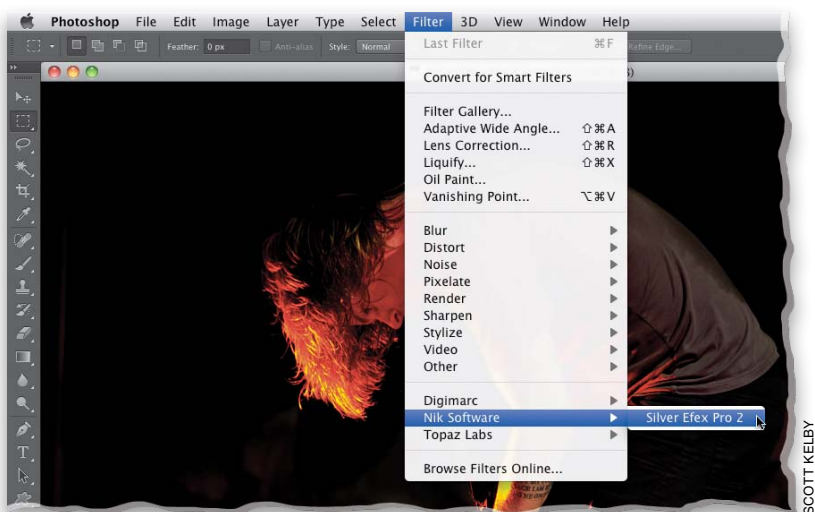 Photoshop File Edit Image Layer Type Select Filter 3D View Window Help
Feather: 0 px Anti-alias Style: Normal Refine Edge...
Last Filter ⌘F
Convert for Smart Filters
Filter Gallery...
Adaptive Wide Angle... ⇧⌘A
Lens Correction... ⇧⌘R
Liquify... ⇧⌘X
Oil Paint...
Vanishing Point... ⌥⌘V
Blur
Distort
Noise
Pixelate
Render
Sharpen
Stylize
Video
Other
Digimarc
Nik Software Silver Efex Pro 2
Topaz Labs
Browse Filters Online...
SCOTT KELBY